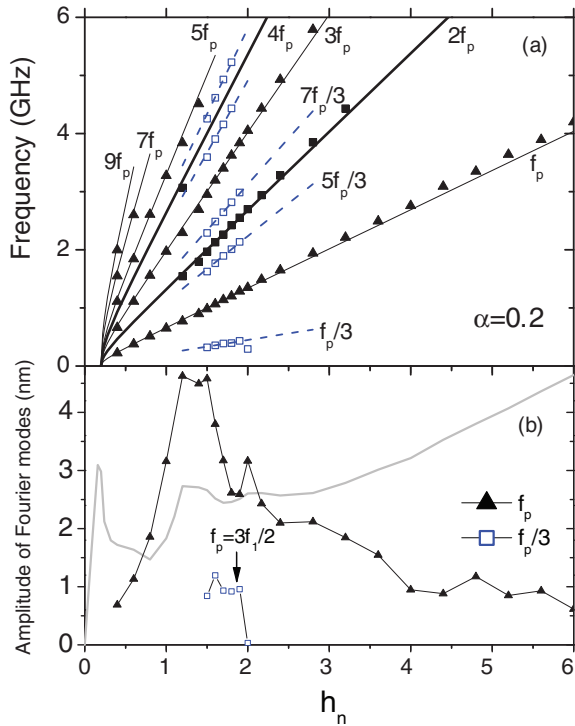 (a)
5f_p
4f_p
3f_p
2f_p
9f_p
7f_p
7f_p/3
f_p
5f_p/3
f_p/3
α=0.2
6
4
2
0
Frequency (GHz)
(b)
f_p
f_p/3
f_p=3f_1/2
4
3
2
1
0
Amplitude of Fourier modes (nm)
0 1 2 3 4 5 6
h_n